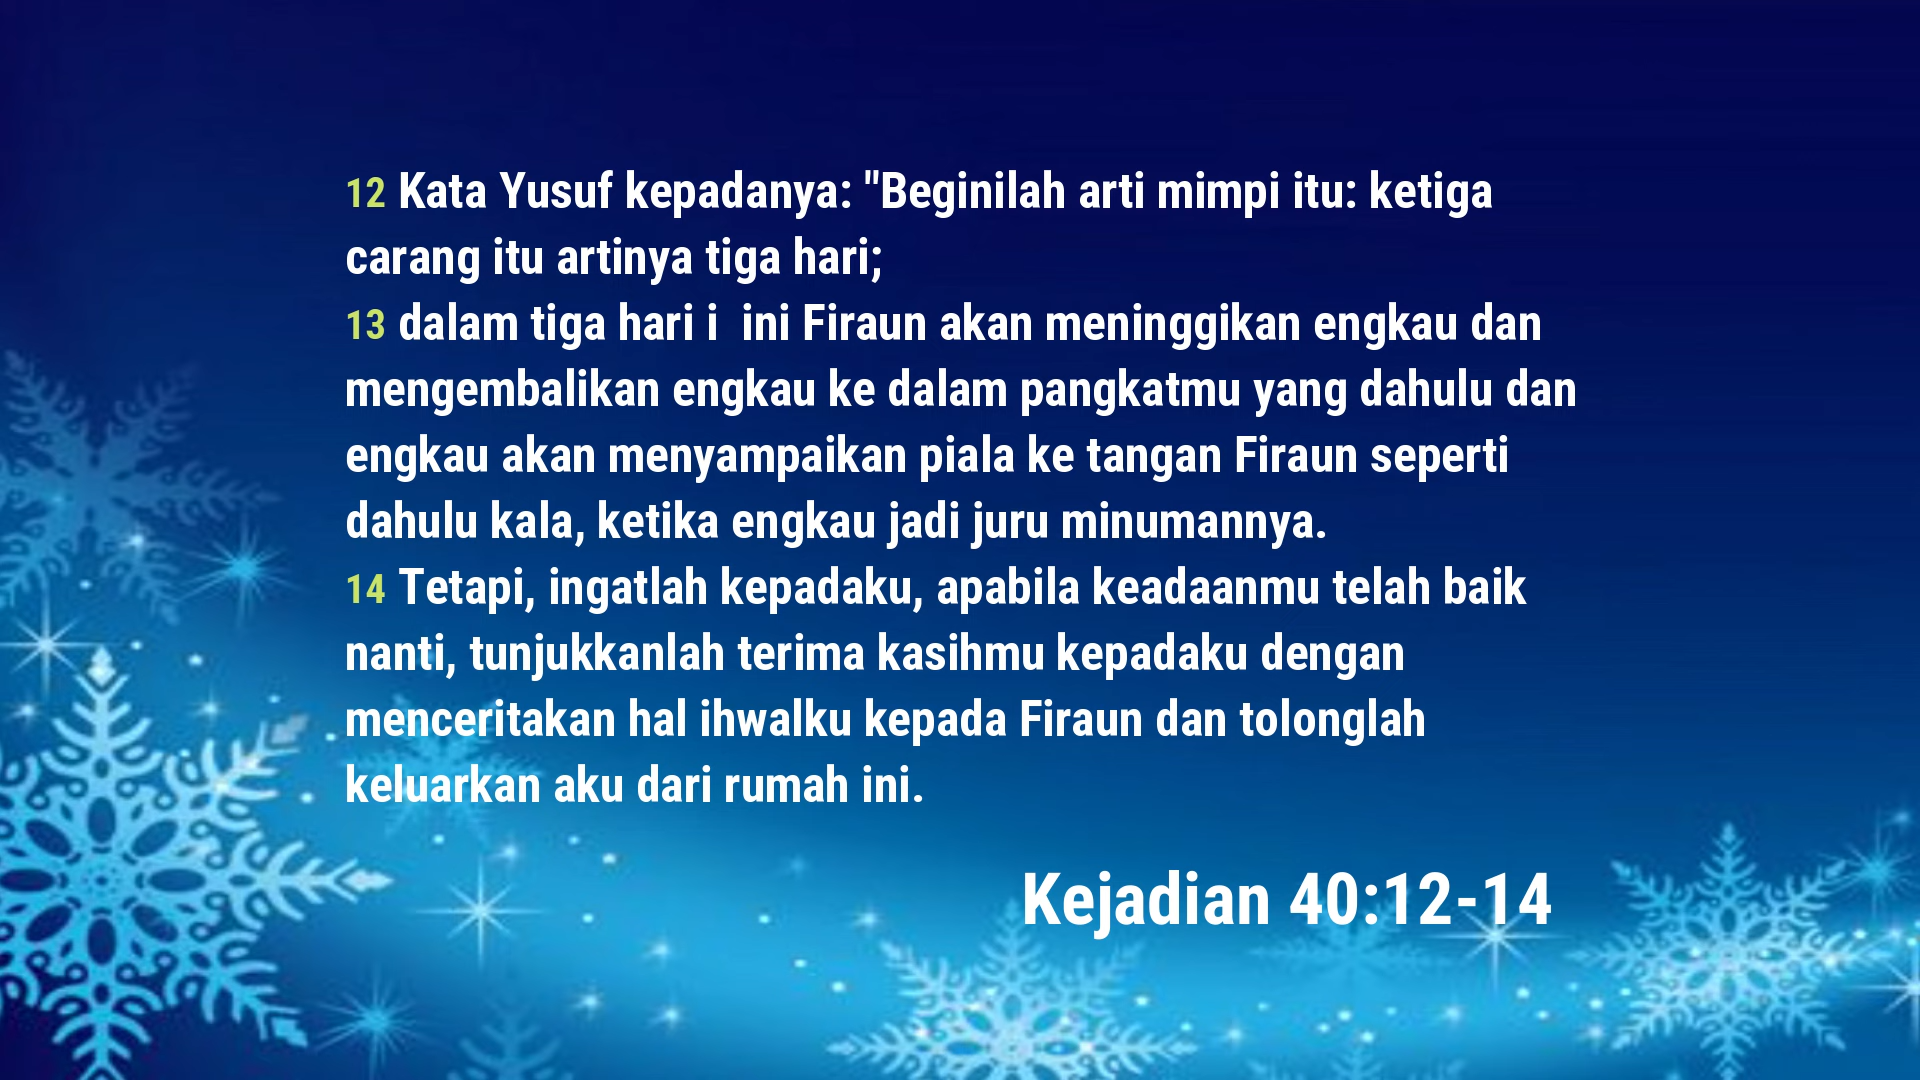 12 Kata Yusuf kepadanya: "Beginilah arti mimpi itu: ketiga
carang itu artinya tiga hari;
13 dalam tiga hari i  ini Firaun akan meninggikan engkau dan
mengembalikan engkau ke dalam pangkatmu yang dahulu dan
engkau akan menyampaikan piala ke tangan Firaun seperti
dahulu kala, ketika engkau jadi juru minumannya.
14 Tetapi, ingatlah kepadaku, apabila keadaanmu telah baik
nanti, tunjukkanlah terima kasihmu kepadaku dengan
menceritakan hal ihwalku kepada Firaun dan tolonglah
keluarkan aku dari rumah ini.
Kejadian 40:12-14